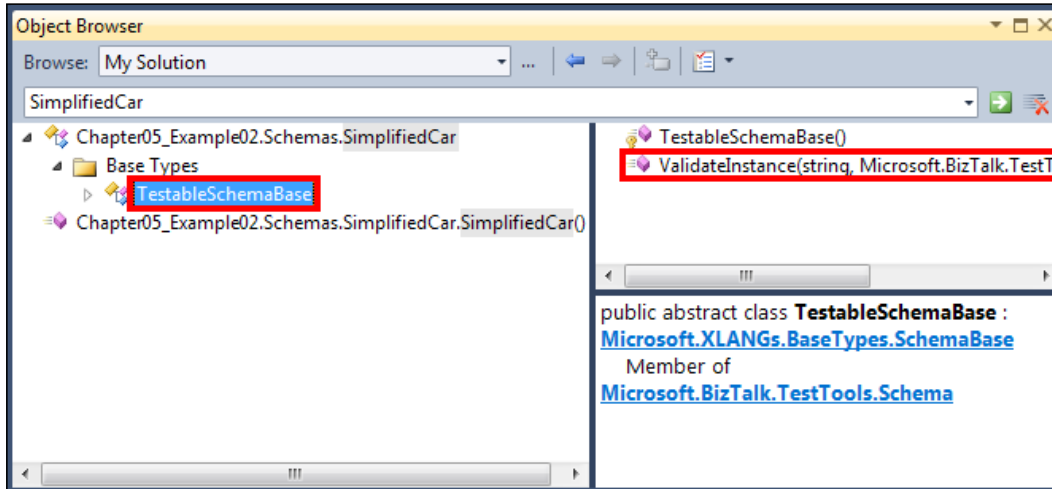 Object Browser
Browse: My Solution ...
SimplifiedCar
Chapter05_Example02.Schemas.SimplifiedCar
Base Types
TestableSchemaBase
Chapter05_Example02.Schemas.SimplifiedCar.SimplifiedCar()
TestableSchemaBase()
ValidateInstance(string, Microsoft.BizTalk.TestT
public abstract class TestableSchemaBase :
Microsoft.XLANGs.BaseTypes.SchemaBase
Member of
Microsoft.BizTalk.TestTools.Schema